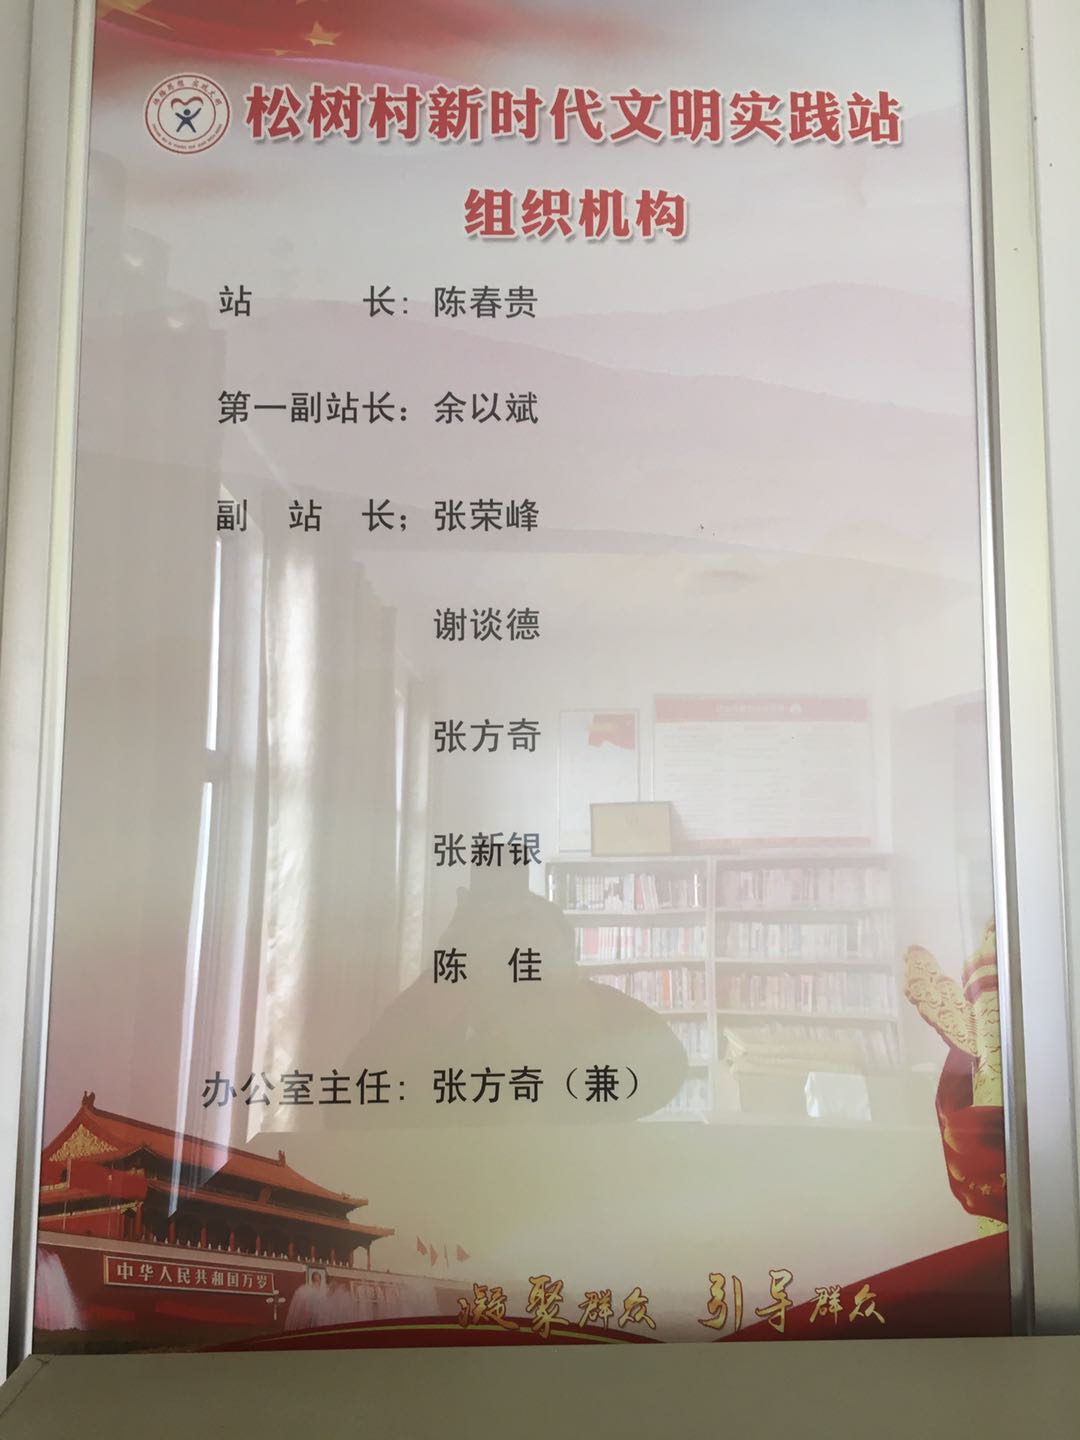 松树村新时代文明实践站
组织机构
站 长: 陈春贵
第一副站长: 余以斌
副 站 长; 张荣峰
谢谈德
张方奇
张新银
陈 佳
办公室主任: 张方奇（兼）
中华人民共和国万岁
凝聚群众 引导群众